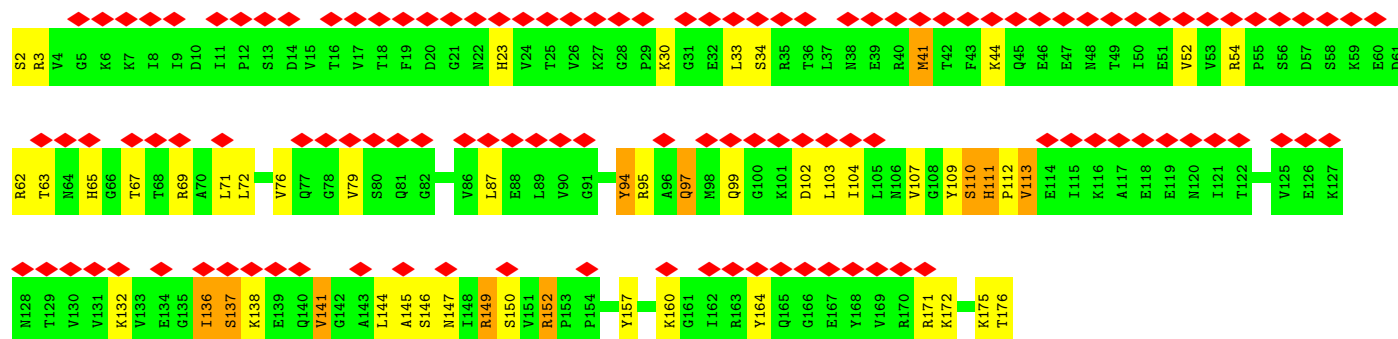 S2 R3 V4 G5 K6 K7 I8 I9 D10 I11 P12 S13 D14 V15 T16 V17 T18 F19 D20 G21 N22 H23 V24 T25 V26 K27 G28 P29 K30 G31 E32 L33 S34 R35 T36 L37 N38 E39 R40 M41 T42 F43 K44 Q45 E46 E47 N48 T49 I50 E51 V52 V53 R54 P55 S56 D57 S58 K59 E60 D61
R62 T63 N64 H65 G66 T67 T68 R69 A70 L71 L72 V76 Q77 G78 V79 S80 Q81 G82 V86 L87 E88 L89 V90 G91 Y94 R95 A96 Q97 M98 Q99 G100 K101 D102 L103 I104 L105 N106 V107 G108 Y109 S110 H111 P112 V113 E114 I115 K116 A117 E118 E119 N120 I121 T122 V125 E126 K127
N128 T129 V130 V131 K132 V133 E134 G135 I136 S137 K138 E139 Q140 V141 G142 A143 L144 A145 S146 N147 I148 R149 S150 V151 R152 P153 P154 Y157 K160 G161 I162 R163 Y164 Q165 G166 E167 Y168 V169 R170 R171 K172 K175 T176